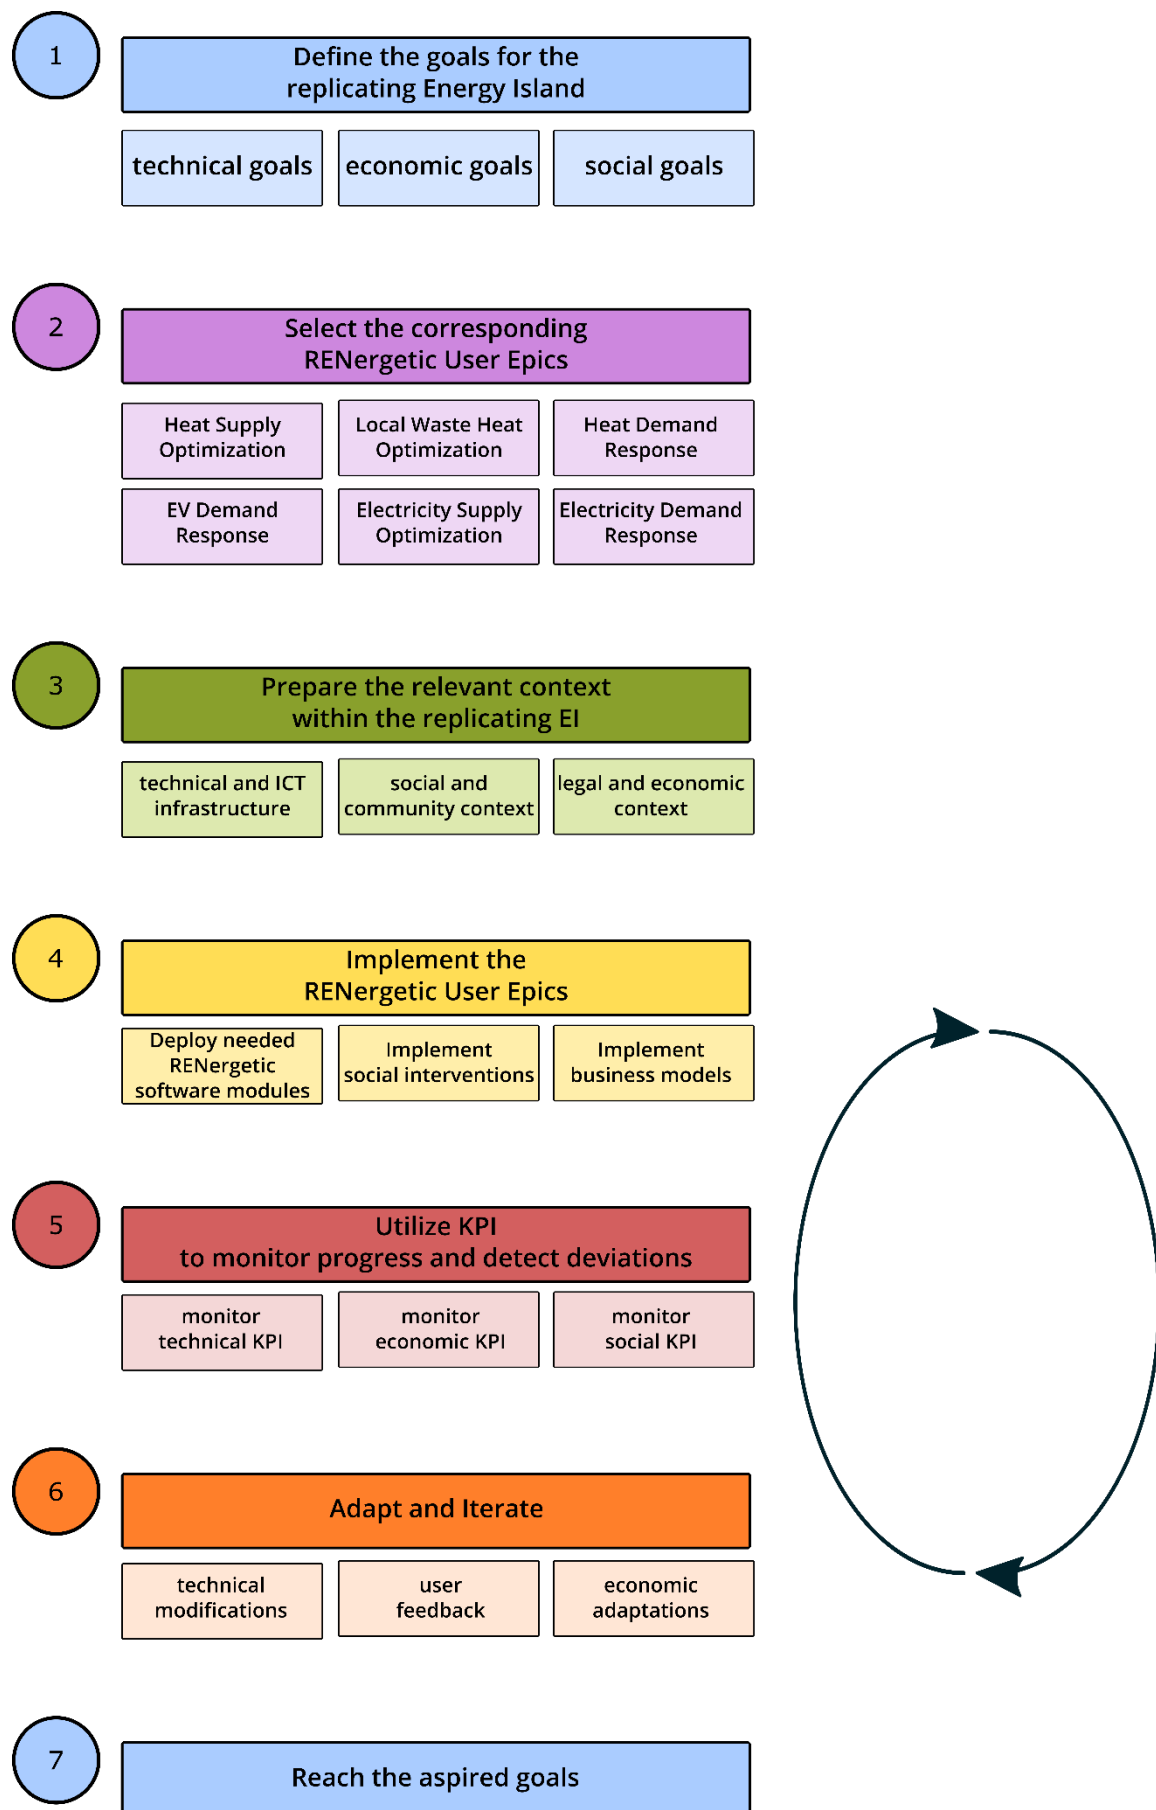 1
Define the goals for the
replicating Energy Island
technical goals
economic goals
social goals
2
Select the corresponding
RENergetic User Epics
Heat Supply
Optimization
Local Waste Heat
Optimization
Heat Demand
Response
EV Demand
Response
Electricity Supply
Optimization
Electricity Demand
Response
3
Prepare the relevant context
within the replicating EI
technical and ICT
infrastructure
social and
community context
legal and economic
context
4
Implement the
RENergetic User Epics
Deploy needed
RENergetic
software modules
Implement
social interventions
Implement
business models
5
Utilize KPI
to monitor progress and detect deviations
monitor
technical KPI
monitor
economic KPI
monitor
social KPI
6
Adapt and Iterate
technical
modifications
user
feedback
economic
adaptations
7
Reach the aspired goals